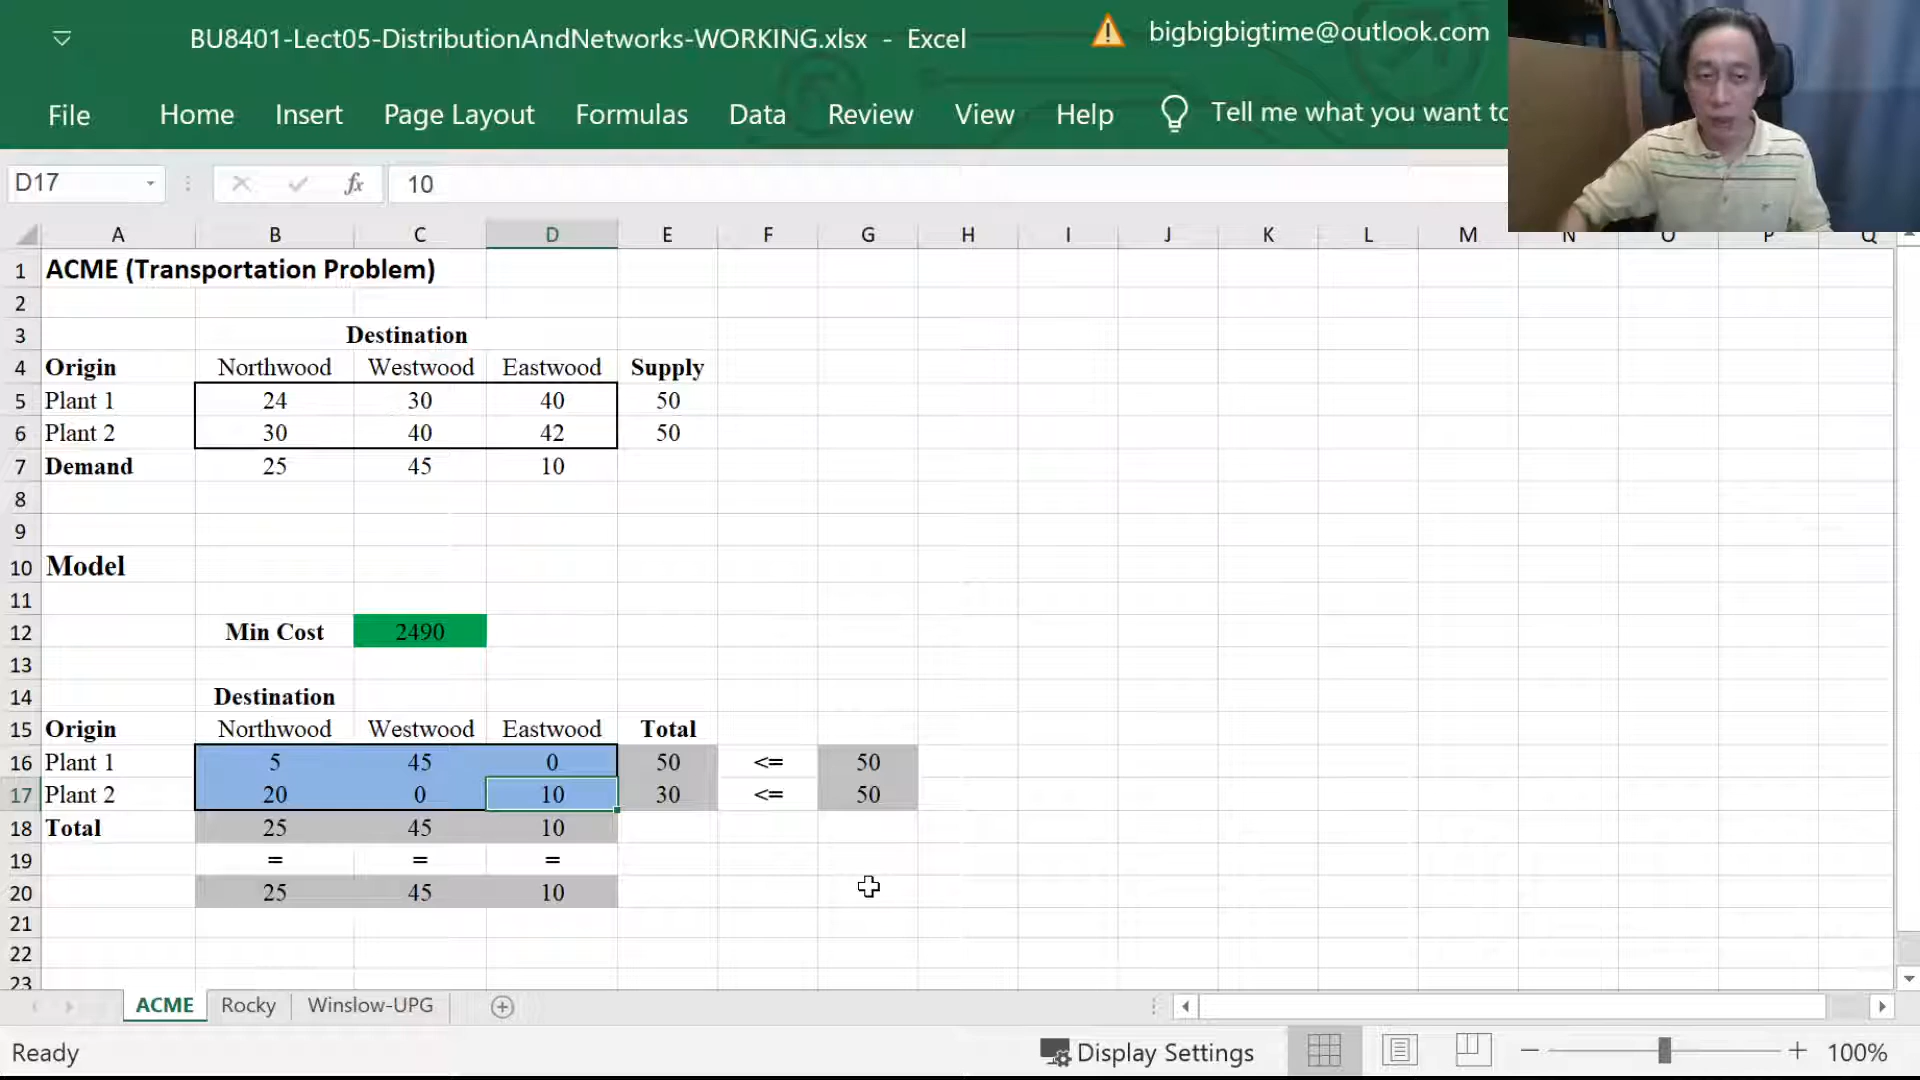 BU8401-Lect05-DistributionAndNetworks-WORKING.xlsx - Excel
bigbigbigtime@outlook.com
File Home Insert Page Layout Formulas Data Review View Help Tell me what you want to
D17 fx 10
A B C D E F G H I J K L M N O P Q
1 ACME (Transportation Problem)
2
3 Destination
4 Origin Northwood Westwood Eastwood Supply
5 Plant 1 24 30 40 50
6 Plant 2 30 40 42 50
7 Demand 25 45 10
8
9
10 Model
11
12 Min Cost 2490
13
14 Destination
15 Origin Northwood Westwood Eastwood Total
16 Plant 1 5 45 0 50 <= 50
17 Plant 2 20 0 10 30 <= 50
18 Total 25 45 10
19 = = =
20 25 45 10
21
22
23
ACME Rocky Winslow-UPG
Ready Display Settings 100%